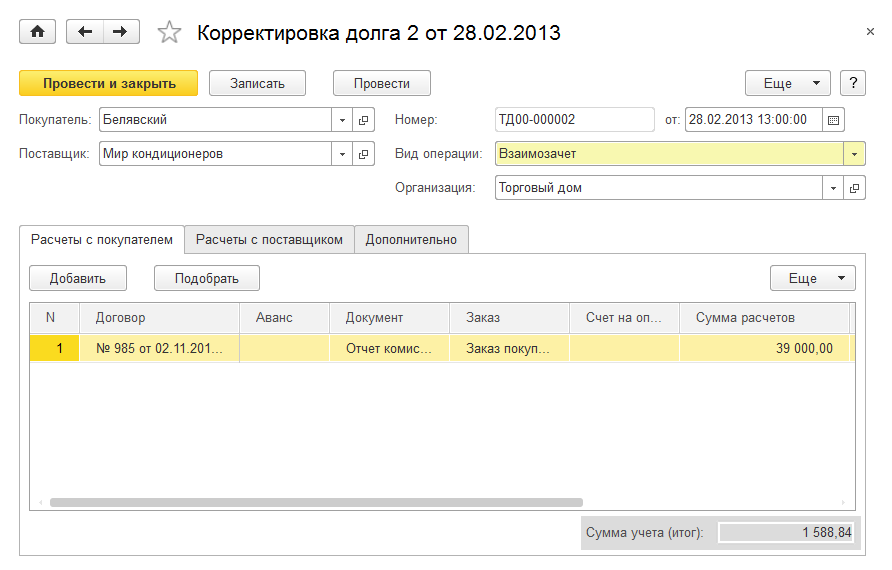 Корректировка долга 2 от 28.02.2013
Провести и закрыть Записать Провести Еще ?
Покупатель: Белявский Номер: ТД00-000002 от: 28.02.2013 13:00:00
Поставщик: Мир кондиционеров Вид операции: Взаимозачет
Организация: Торговый дом
Расчеты с покупателем Расчеты с поставщиком Дополнительно
Добавить Подобрать Еще
N Договор Аванс Документ Заказ Счет на оп... Сумма расчетов
1 № 985 от 02.11.201... Отчет комис... Заказ покуп... 39 000,00
Сумма учета (итог): 1 588,84